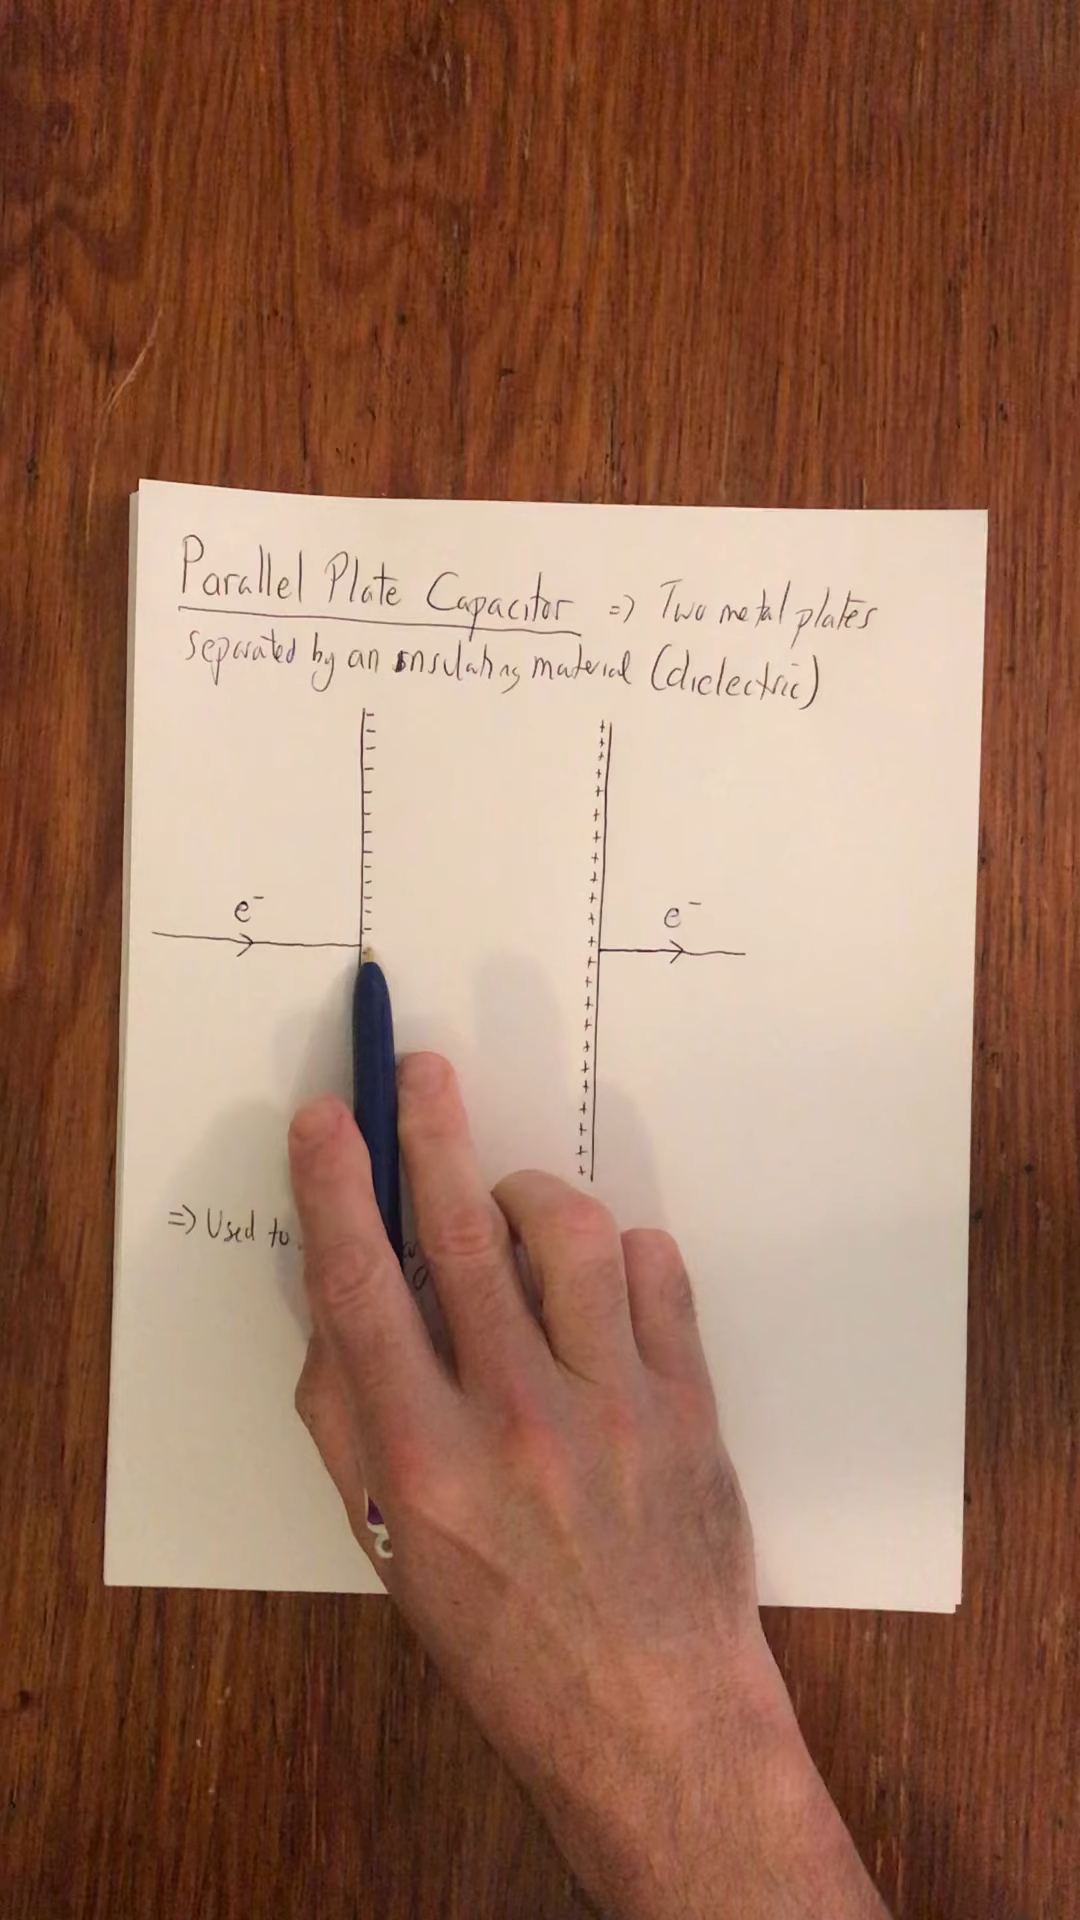 Parallel Plate Capacitor => Two metal plates
separated by an insulating material (dielectric)
e⁻
e⁻
=> Used to